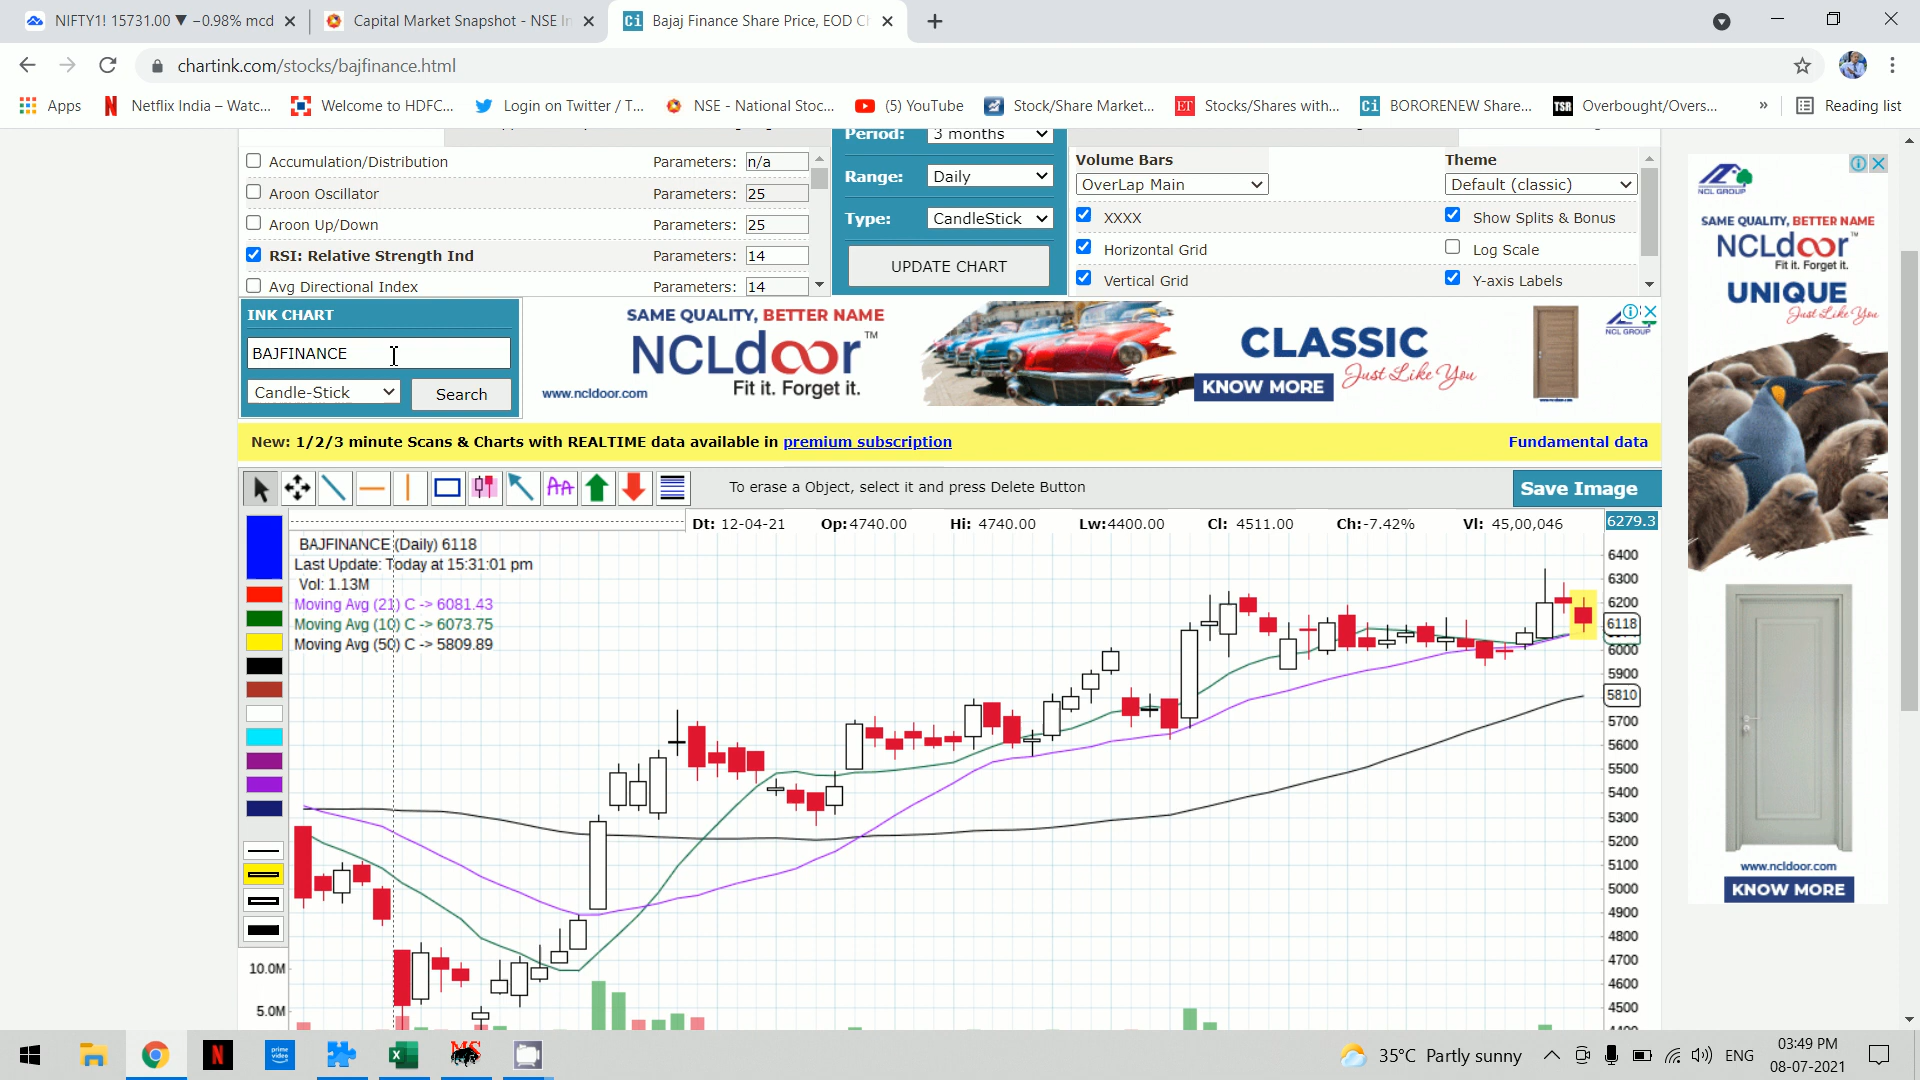 NIFTY1! 15731.00 ▼ −0.98% mcd
Capital Market Snapshot - NSE In
Bajaj Finance Share Price, EOD Ch
chartink.com/stocks/bajfinance.html
Apps
Netflix India – Watc...
Welcome to HDFC...
Login on Twitter / T...
NSE - National Stoc...
(5) YouTube
Stock/Share Market...
ET Stocks/Shares with...
Ci BORORENEW Share...
TSR Overbought/Overs...
»
Reading list
Accumulation/Distribution Parameters: n/a
Aroon Oscillator Parameters: 25
Aroon Up/Down Parameters: 25
RSI: Relative Strength Ind Parameters: 14
Avg Directional Index Parameters: 14
Period: 3 months
Range: Daily
Type: CandleStick
UPDATE CHART
Volume Bars
OverLap Main
XXXX
Horizontal Grid
Vertical Grid
Theme
Default (classic)
Show Splits & Bonus
Log Scale
Y-axis Labels
INK CHART
BAJFINANCE
Candle-Stick
Search
SAME QUALITY, BETTER NAME
NCLdoor™
www.ncldoor.com
Fit it. Forget it.
CLASSIC
Just Like You
KNOW MORE
NCL GROUP
New: 1/2/3 minute Scans & Charts with REALTIME data available in premium subscription
Fundamental data
AA
To erase a Object, select it and press Delete Button
Save Image
Dt: 12-04-21 Op:4740.00 Hi: 4740.00 Lw:4400.00 Cl: 4511.00 Ch:-7.42% Vl: 45,00,046
6279.3
BAJFINANCE (Daily) 6118
Last Update: Today at 15:31:01 pm
Vol: 1.13M
Moving Avg (21) C -> 6081.43
Moving Avg (10) C -> 6073.75
Moving Avg (50) C -> 5809.89
6400
6300
6200
6118
6000
5900
5810
5700
5600
5500
5400
5300
5200
5100
5000
4900
4800
4700
4600
4500
10.0M
5.0M
NCL GROUP
SAME QUALITY, BETTER NAME
NCLdoor™
Fit it. Forget it.
UNIQUE
Just Like You
www.ncldoor.com
KNOW MORE
35°C Partly sunny
ENG
03:49 PM
08-07-2021